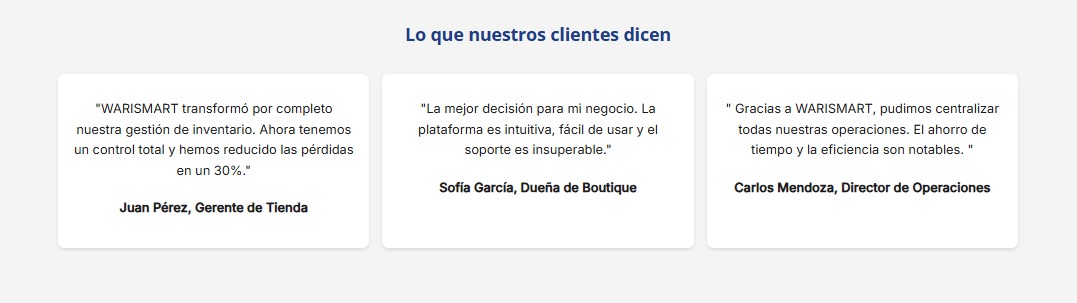 Lo que nuestros clientes dicen
"WARISMART transformó por completo
nuestra gestión de inventario. Ahora tenemos
un control total y hemos reducido las pérdidas
en un 30%."
Juan Pérez, Gerente de Tienda
"La mejor decisión para mi negocio. La
plataforma es intuitiva, fácil de usar y el
soporte es insuperable."
Sofía García, Dueña de Boutique
" Gracias a WARISMART, pudimos centralizar
todas nuestras operaciones. El ahorro de
tiempo y la eficiencia son notables. "
Carlos Mendoza, Director de Operaciones